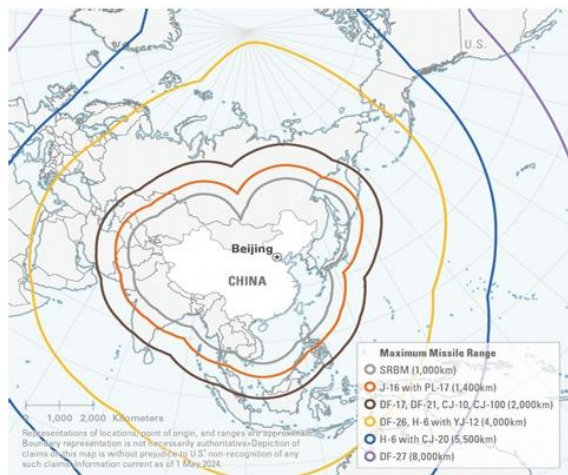 U.S.
Beijing
CHINA
Maximum Missile Range
SRBM (1,000km)
J-16 with PL-17 (1,400km)
DF-17, DF-21, CJ-10, CJ-100 (2,000km)
DF-26, H-6 with YJ-12 (4,000km)
H-6 with CJ-20 (5,500km)
DF-27 (8,000km)
0 1,000 2,000 Kilometers
Representations of locations, point of origin, and ranges are approximate.
Boundary representation is not necessarily authoritative. Depiction of
claims on this map is without prejudice to U.S. non-recognition of any
such claims. Information current as of 1 May 2024.